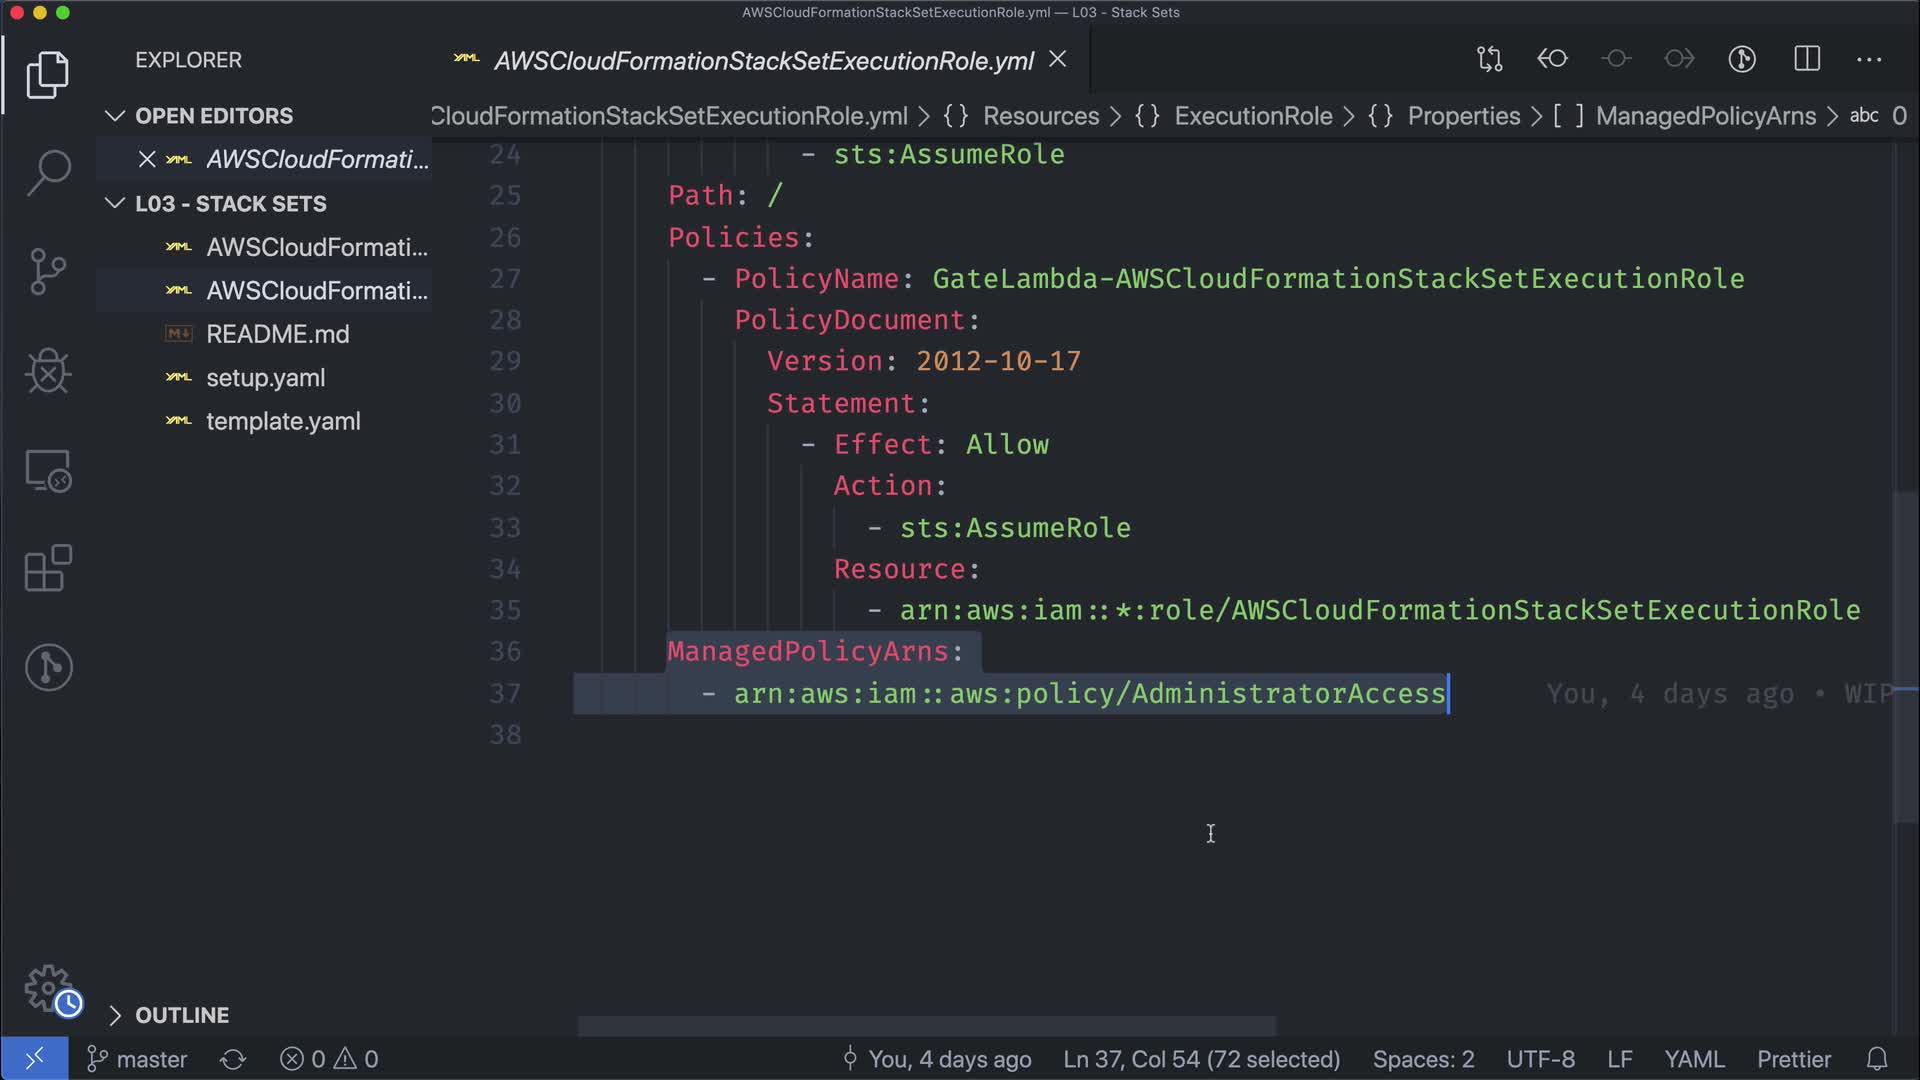 AWSCloudFormationStackSetExecutionRole.yml — L03 - Stack Sets
EXPLORER
OPEN EDITORS
AWSCloudFormati...
L03 - STACK SETS
AWSCloudFormati...
AWSCloudFormati...
README.md
setup.yaml
template.yaml
OUTLINE
AWSCloudFormationStackSetExecutionRole.yml
CloudFormationStackSetExecutionRole.yml > {} Resources > {} ExecutionRole > {} Properties > [ ] ManagedPolicyArns > abc 0
24 - sts:AssumeRole
25 Path: /
26 Policies:
27 - PolicyName: GateLambda-AWSCloudFormationStackSetExecutionRole
28 PolicyDocument:
29 Version: 2012-10-17
30 Statement:
31 - Effect: Allow
32 Action:
33 - sts:AssumeRole
34 Resource:
35 - arn:aws:iam::*:role/AWSCloudFormationStackSetExecutionRole
36 ManagedPolicyArns:
37 - arn:aws:iam::aws:policy/AdministratorAccess You, 4 days ago • WIP
38
master 0 0 You, 4 days ago Ln 37, Col 54 (72 selected) Spaces: 2 UTF-8 LF YAML Prettier